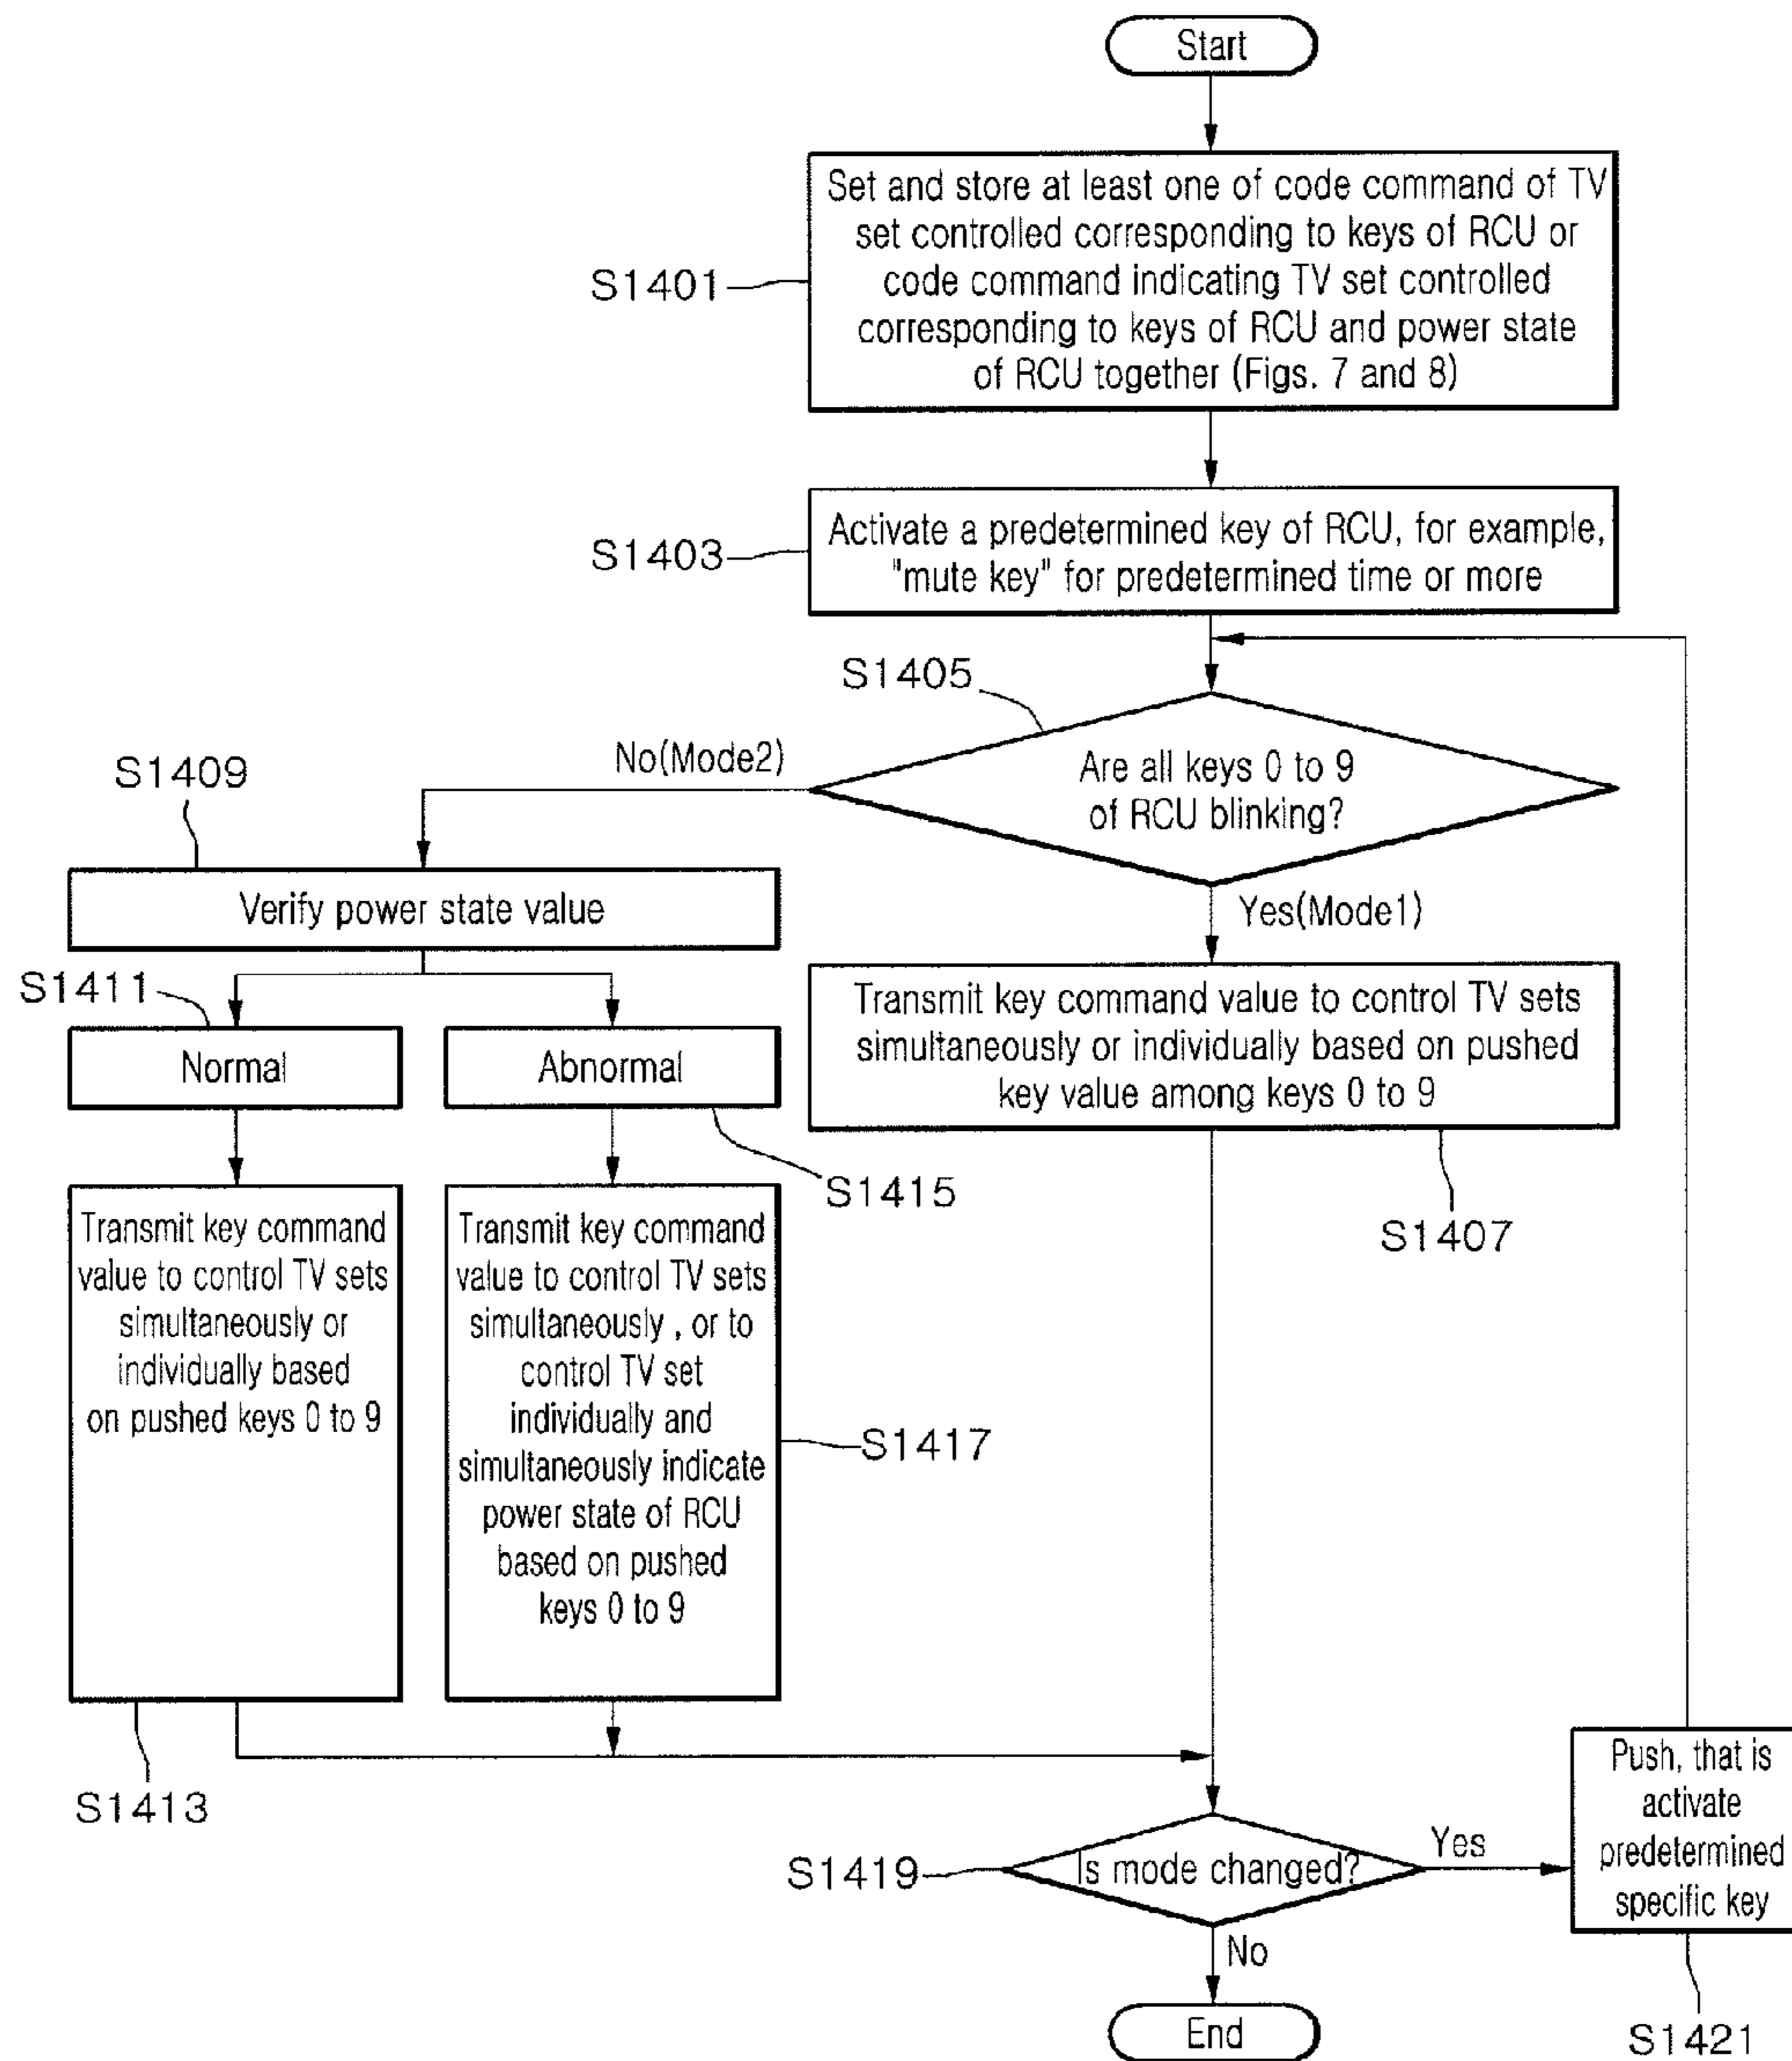 Start
Set and store at least one of code command of TV
set controlled corresponding to keys of RCU or
code command indicating TV set controlled
corresponding to keys of RCU and power state
of RCU together (Figs. 7 and 8)
S1401
Activate a predetermined key of RCU, for example,
"mute key" for predetermined time or more
S1403
S1405
Are all keys 0 to 9
of RCU blinking?
No(Mode2)
Yes(Mode1)
S1409
Verify power state value
S1411
Normal
Abnormal
S1415
Transmit key command value to control TV sets
simultaneously or individually based on pushed
key value among keys 0 to 9
S1407
Transmit key command
value to control TV sets
simultaneously or
individually based
on pushed keys 0 to 9
S1413
Transmit key command
value to control TV sets
simultaneously , or to
control TV set
individually and
simultaneously indicate
power state of RCU
based on pushed
keys 0 to 9
S1417
S1419
Is mode changed?
Yes
No
Push, that is
activate
predetermined
specific key
S1421
End